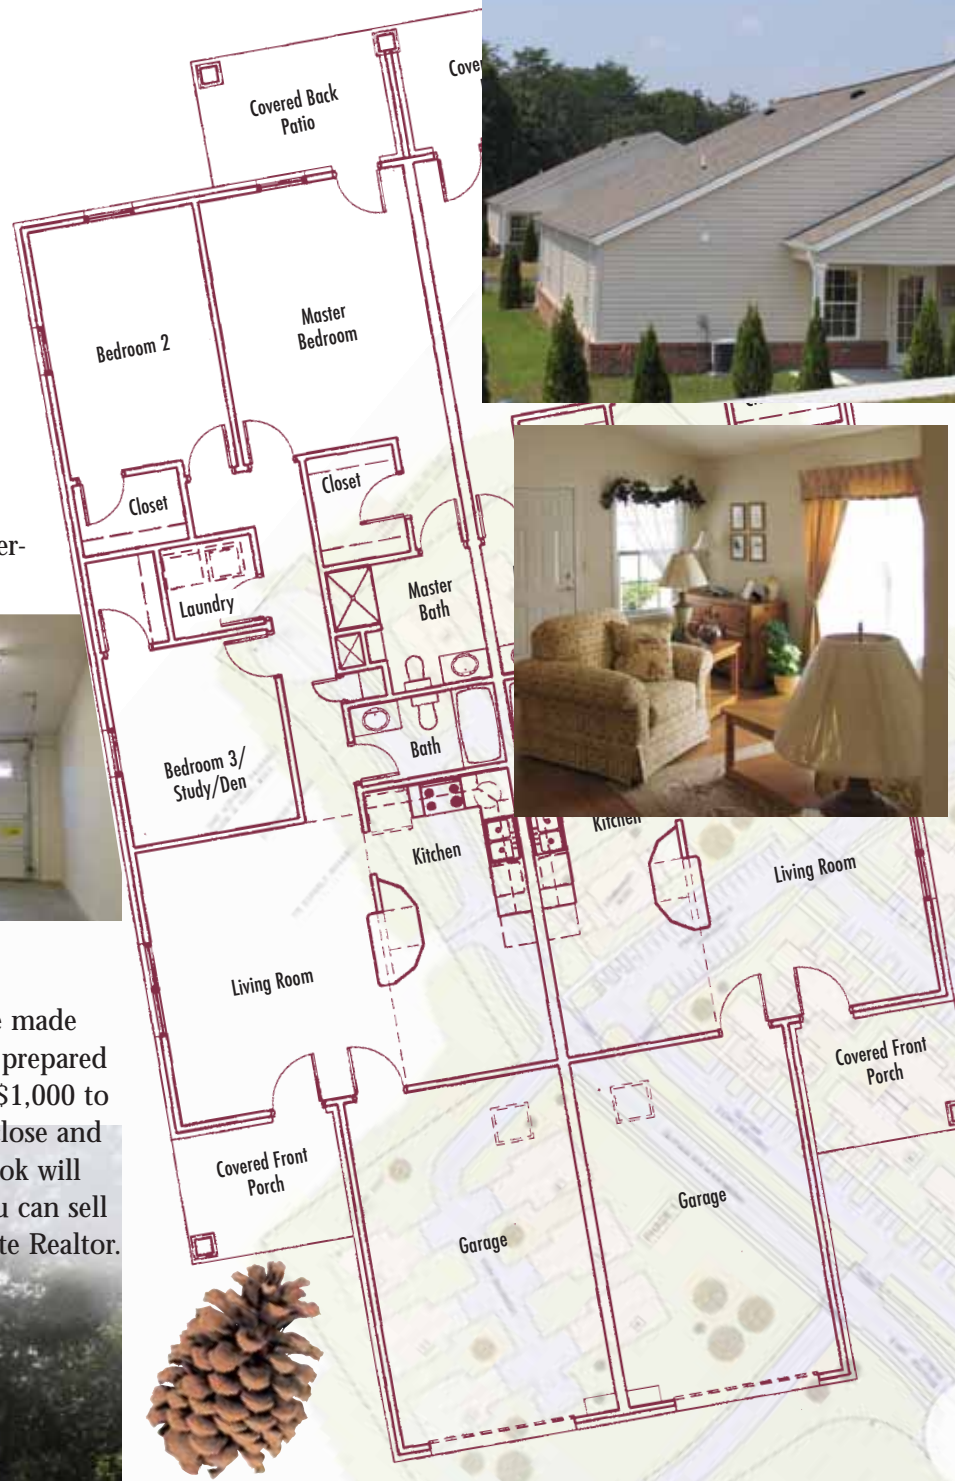 Covered Back
Patio
Cover
Bedroom 2
Master
Bedroom
Closet
Closet
er-
Laundry
Master
Bath
Bath
Bedroom 3/
Study/Den
Kitchen
Kitchen
Living Room
Living Room
e made
prepared
$1,000 to
lose and
ok will
u can sell
te Realtor.
Covered Front
Porch
Covered Front
Porch
Garage
Garage